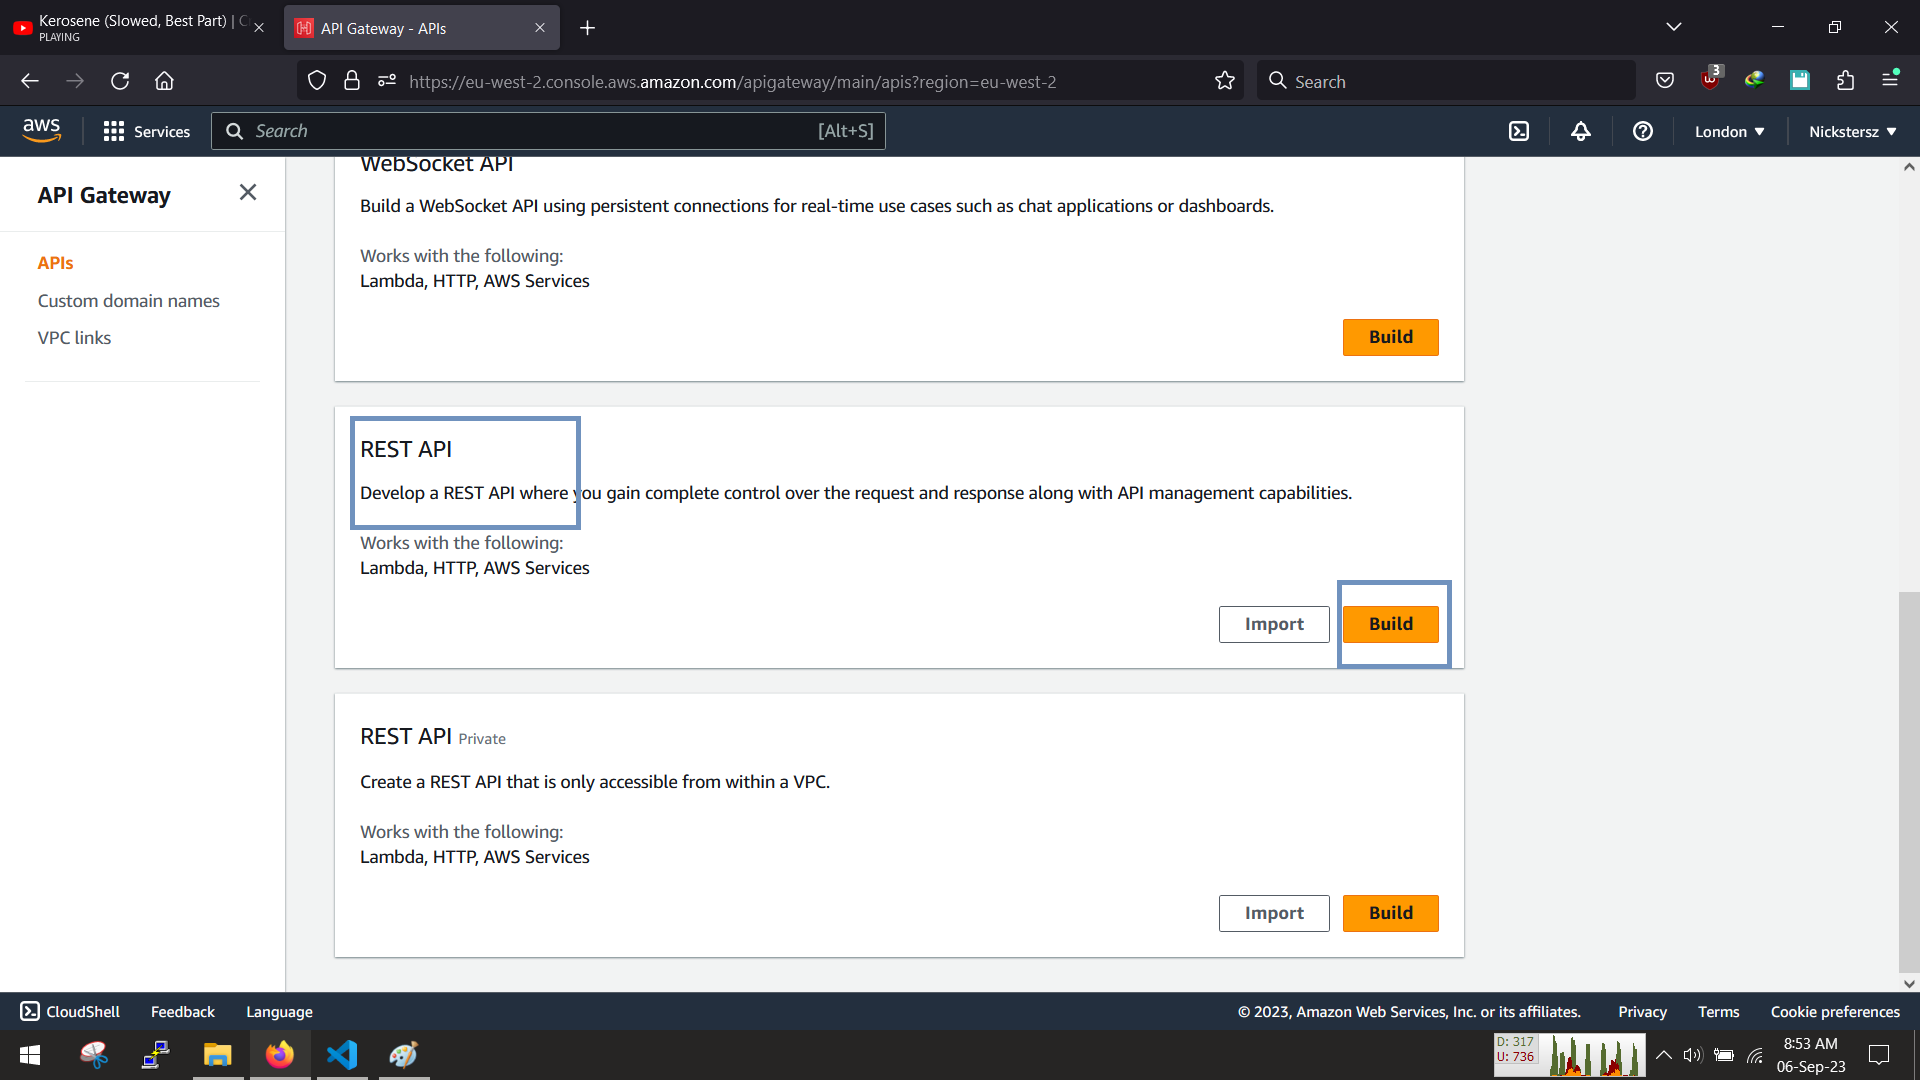 Kerosene (Slowed, Best Part) | C
PLAYING
API Gateway - APIs
https://eu-west-2.console.aws.amazon.com/apigateway/main/apis?region=eu-west-2
Search
3
aws
Services
Search
[Alt+S]
London
Nickstersz
API Gateway
APIs
Custom domain names
VPC links
WebSocket API
Build a WebSocket API using persistent connections for real-time use cases such as chat applications or dashboards.
Works with the following:
Lambda, HTTP, AWS Services
Build
REST API
Develop a REST API where you gain complete control over the request and response along with API management capabilities.
Works with the following:
Lambda, HTTP, AWS Services
Import
Build
REST API Private
Create a REST API that is only accessible from within a VPC.
Works with the following:
Lambda, HTTP, AWS Services
Import
Build
CloudShell
Feedback
Language
© 2023, Amazon Web Services, Inc. or its affiliates.
Privacy
Terms
Cookie preferences
D: 317
U: 736
8:53 AM
06-Sep-23